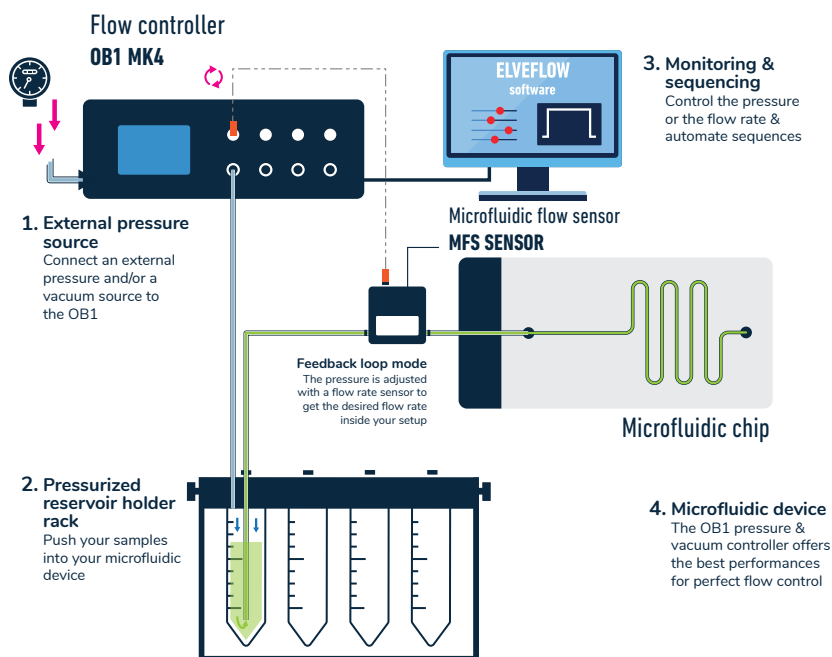 Flow controller
OB1 MK4
ELVEFLOW
software
3. Monitoring &
sequencing
Control the pressure
or the flow rate &
automate sequences
1. External pressure
source
Connect an external
pressure and/or a
vacuum source to
the OB1
Microfluidic flow sensor
MFS SENSOR
Feedback loop mode
The pressure is adjusted
with a flow rate sensor to
get the desired flow rate
inside your setup
Microfluidic chip
2. Pressurized
reservoir holder
rack
Push your samples
into your microfluidic
device
4. Microfluidic device
The OB1 pressure &
vacuum controller offers
the best performances
for perfect flow control